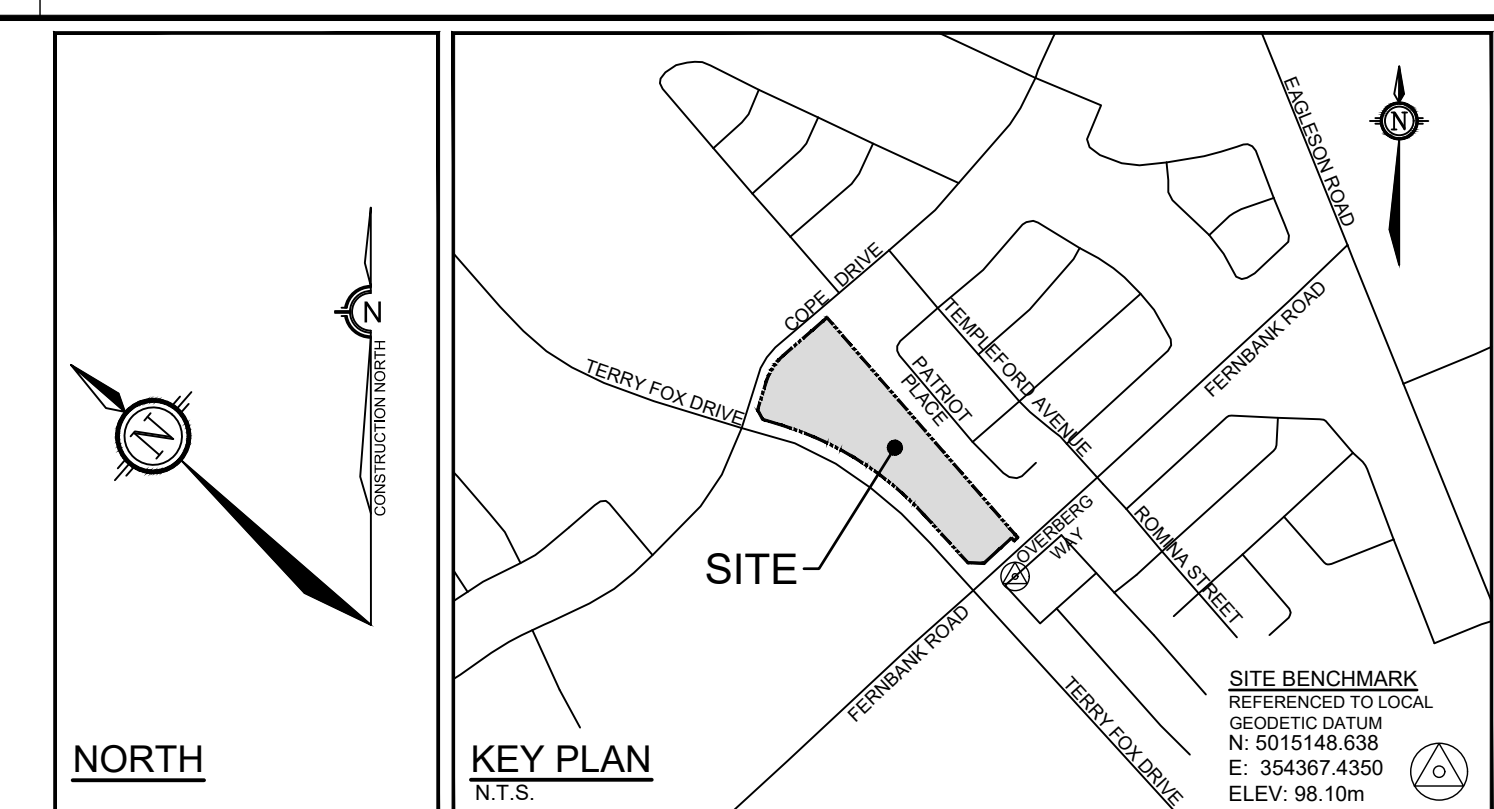 N
N
CONSTRUCTION NORTH
NORTH
EAGLESON ROAD
N
COPE DRIVE
TERRY FOX DRIVE
TEMPLEFORD AVENUE
PATRIOT
PLACE
FERNBANK ROAD
SITE
OVERBERG
WAY
ROMINA STREET
FERNBANK ROAD
TERRY FOX DRIVE
KEY PLAN
N.T.S.
SITE BENCHMARK
REFERENCED TO LOCAL
GEODETIC DATUM
N: 5015148.638
E: 354367.4350
ELEV: 98.10m